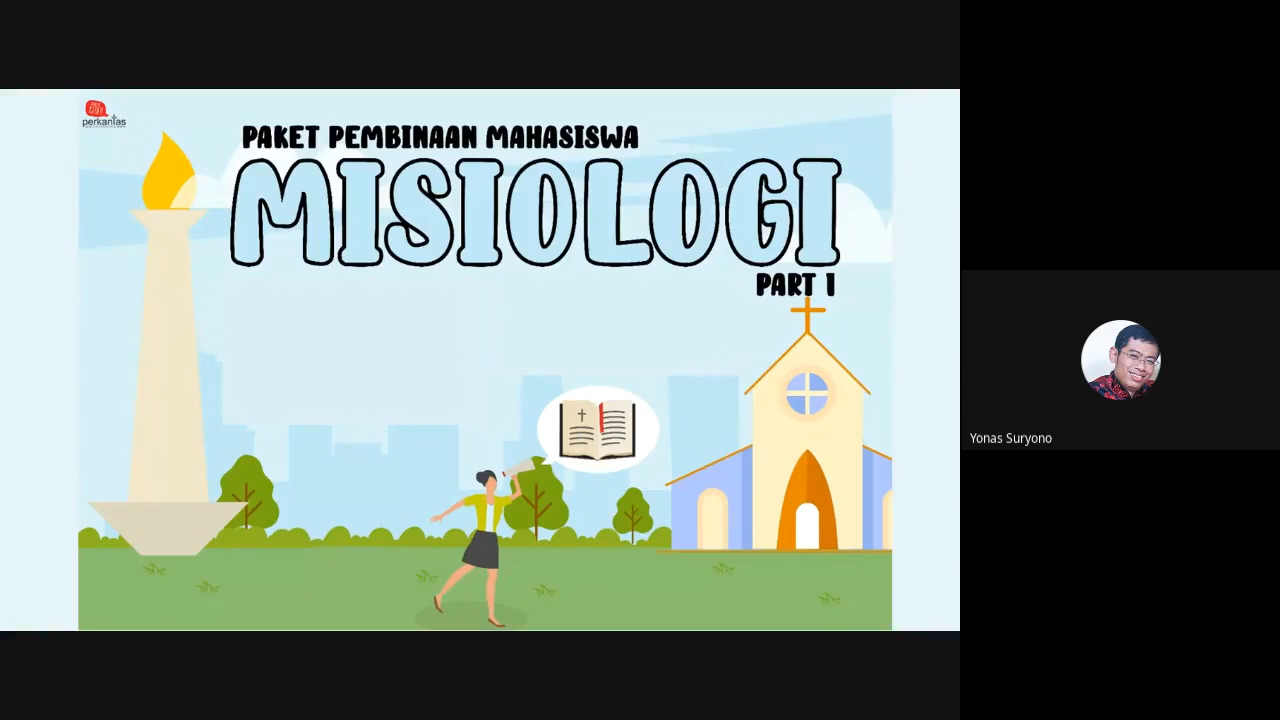 perkantas
PAKET PEMBINAAN MAHASISWA
MISIOLOGI
PART 1
Yonas Suryono